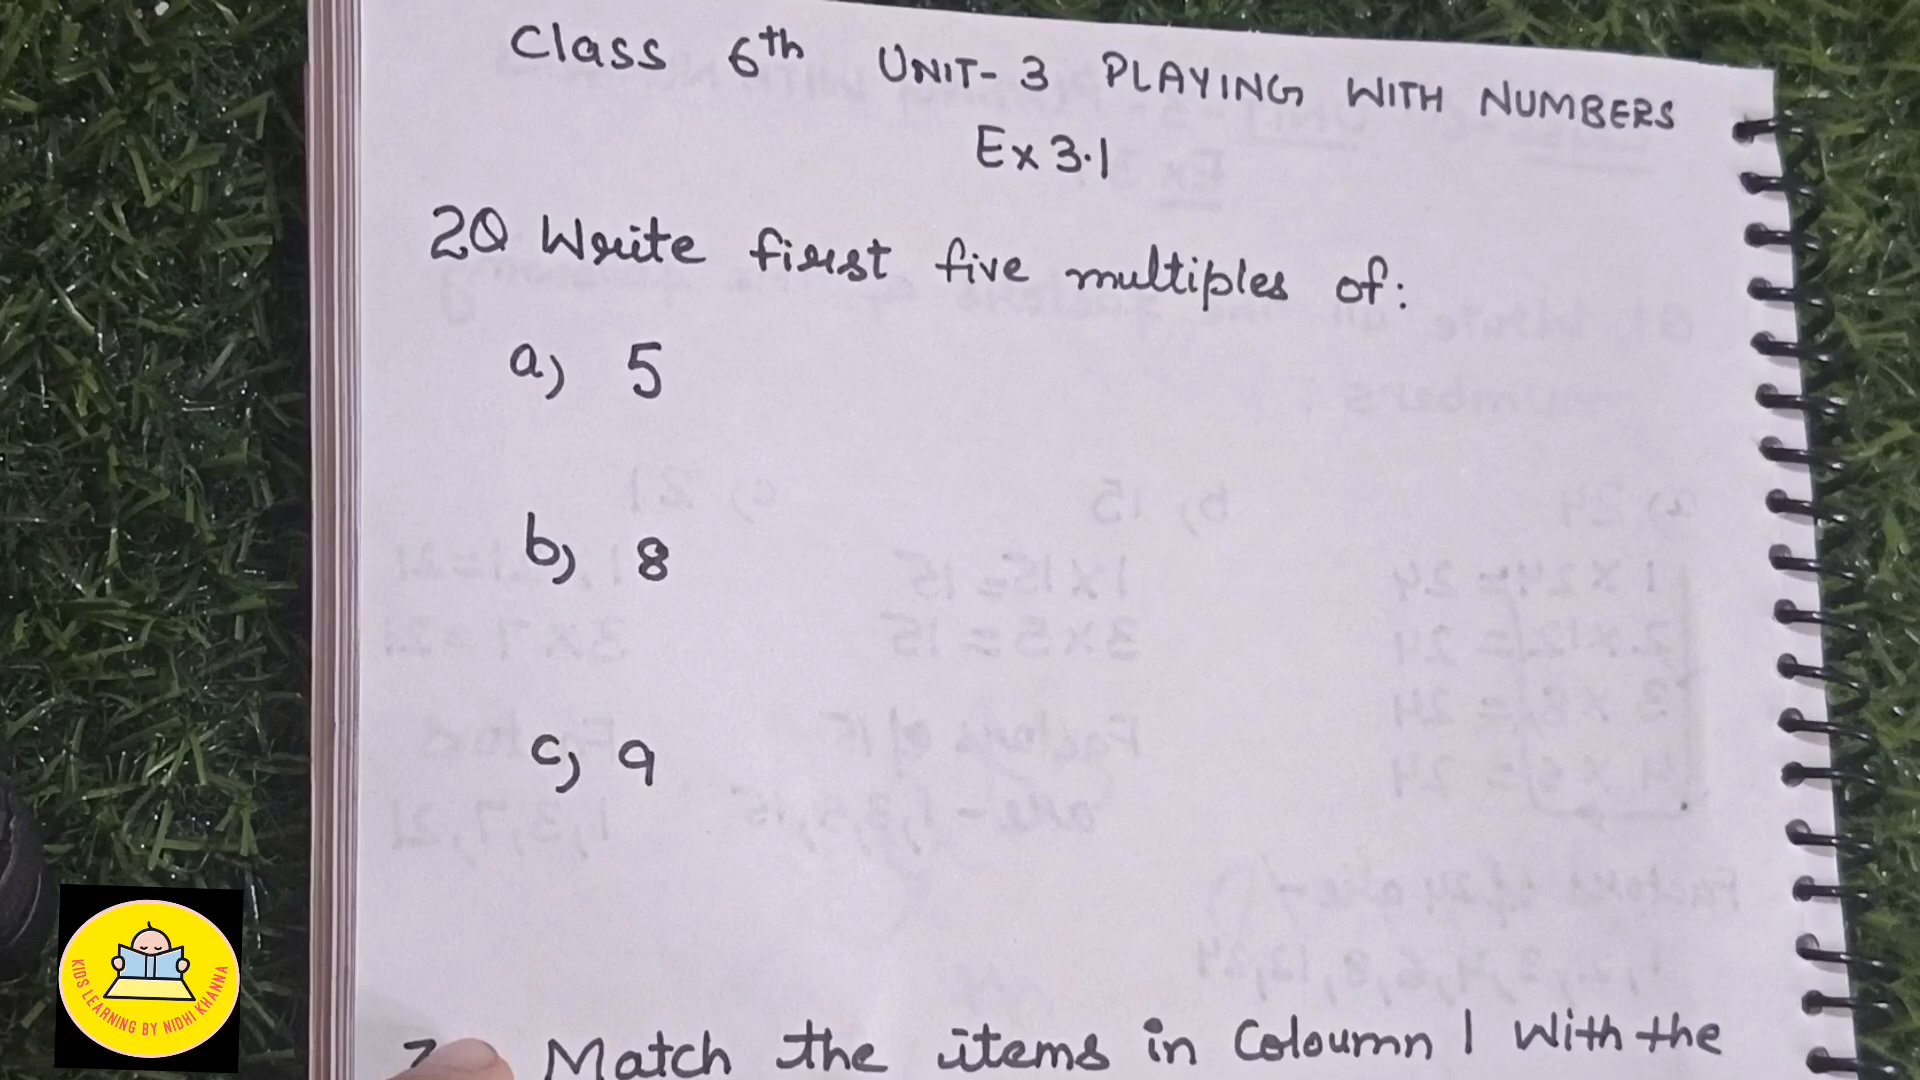 Class 6th UNIT-3 PLAYING WITH NUMBERS
Ex 3.1
2Q Write first five multiples of:
a) 5
b) 8
c) 9
Match the items in Coloumn 1 With the
KIDS LEARNING BY NIDHI KHANNA